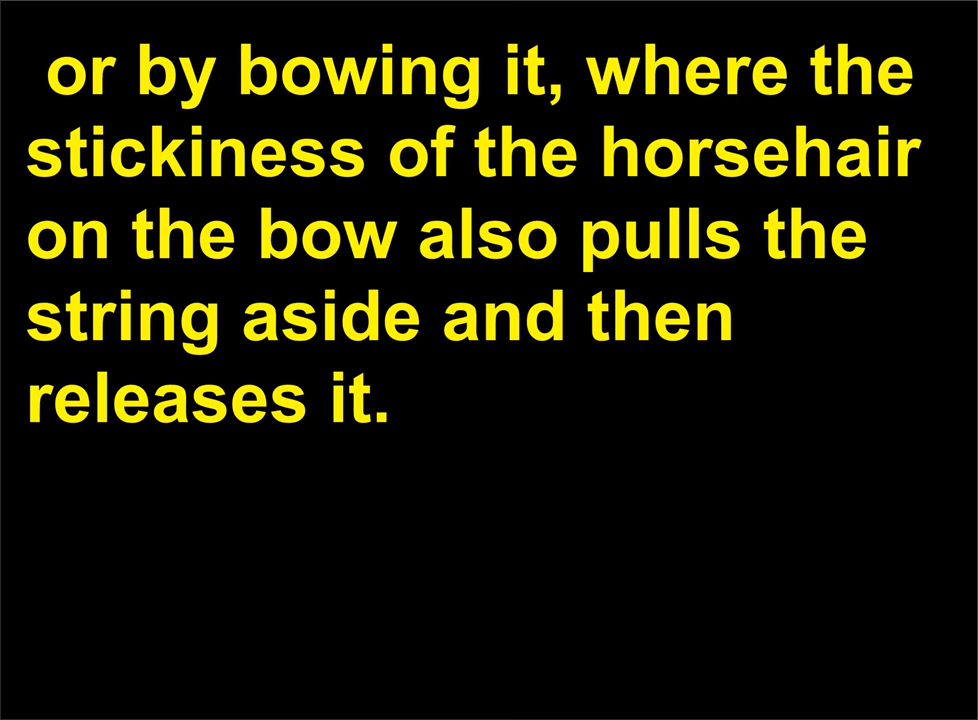 or by bowing it, where the
stickiness of the horsehair
on the bow also pulls the
string aside and then
releases it.